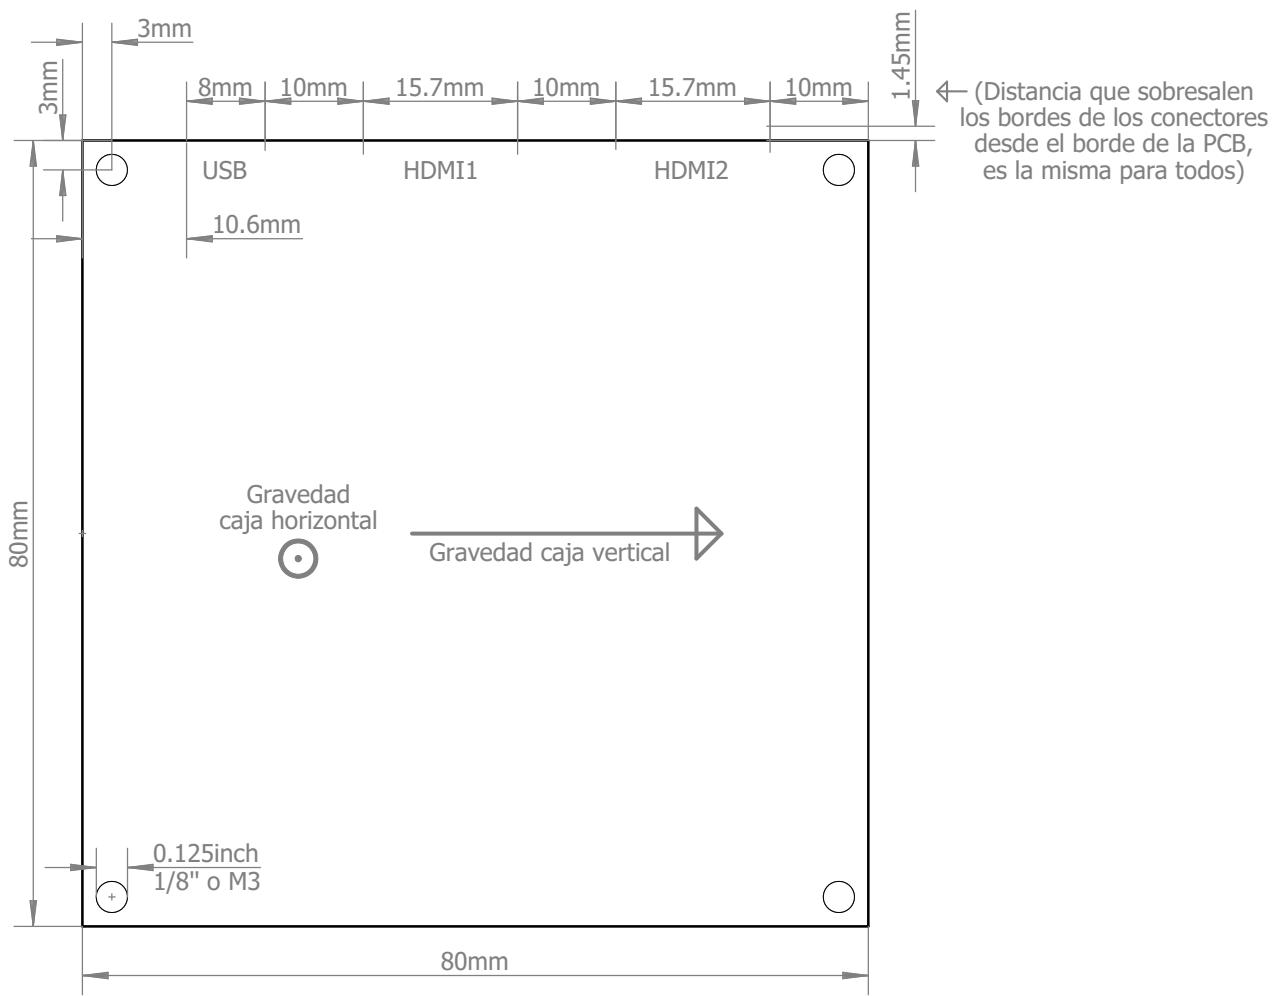 3mm
3mm
8mm
10mm
15.7mm
10mm
15.7mm
10mm
1.45mm
(Distancia que sobresalen
los bordes de los conectores
desde el borde de la PCB,
es la misma para todos)
USB
HDMI1
HDMI2
10.6mm
Gravedad
caja horizontal
Gravedad caja vertical
80mm
0.125inch
1/8" o M3
80mm